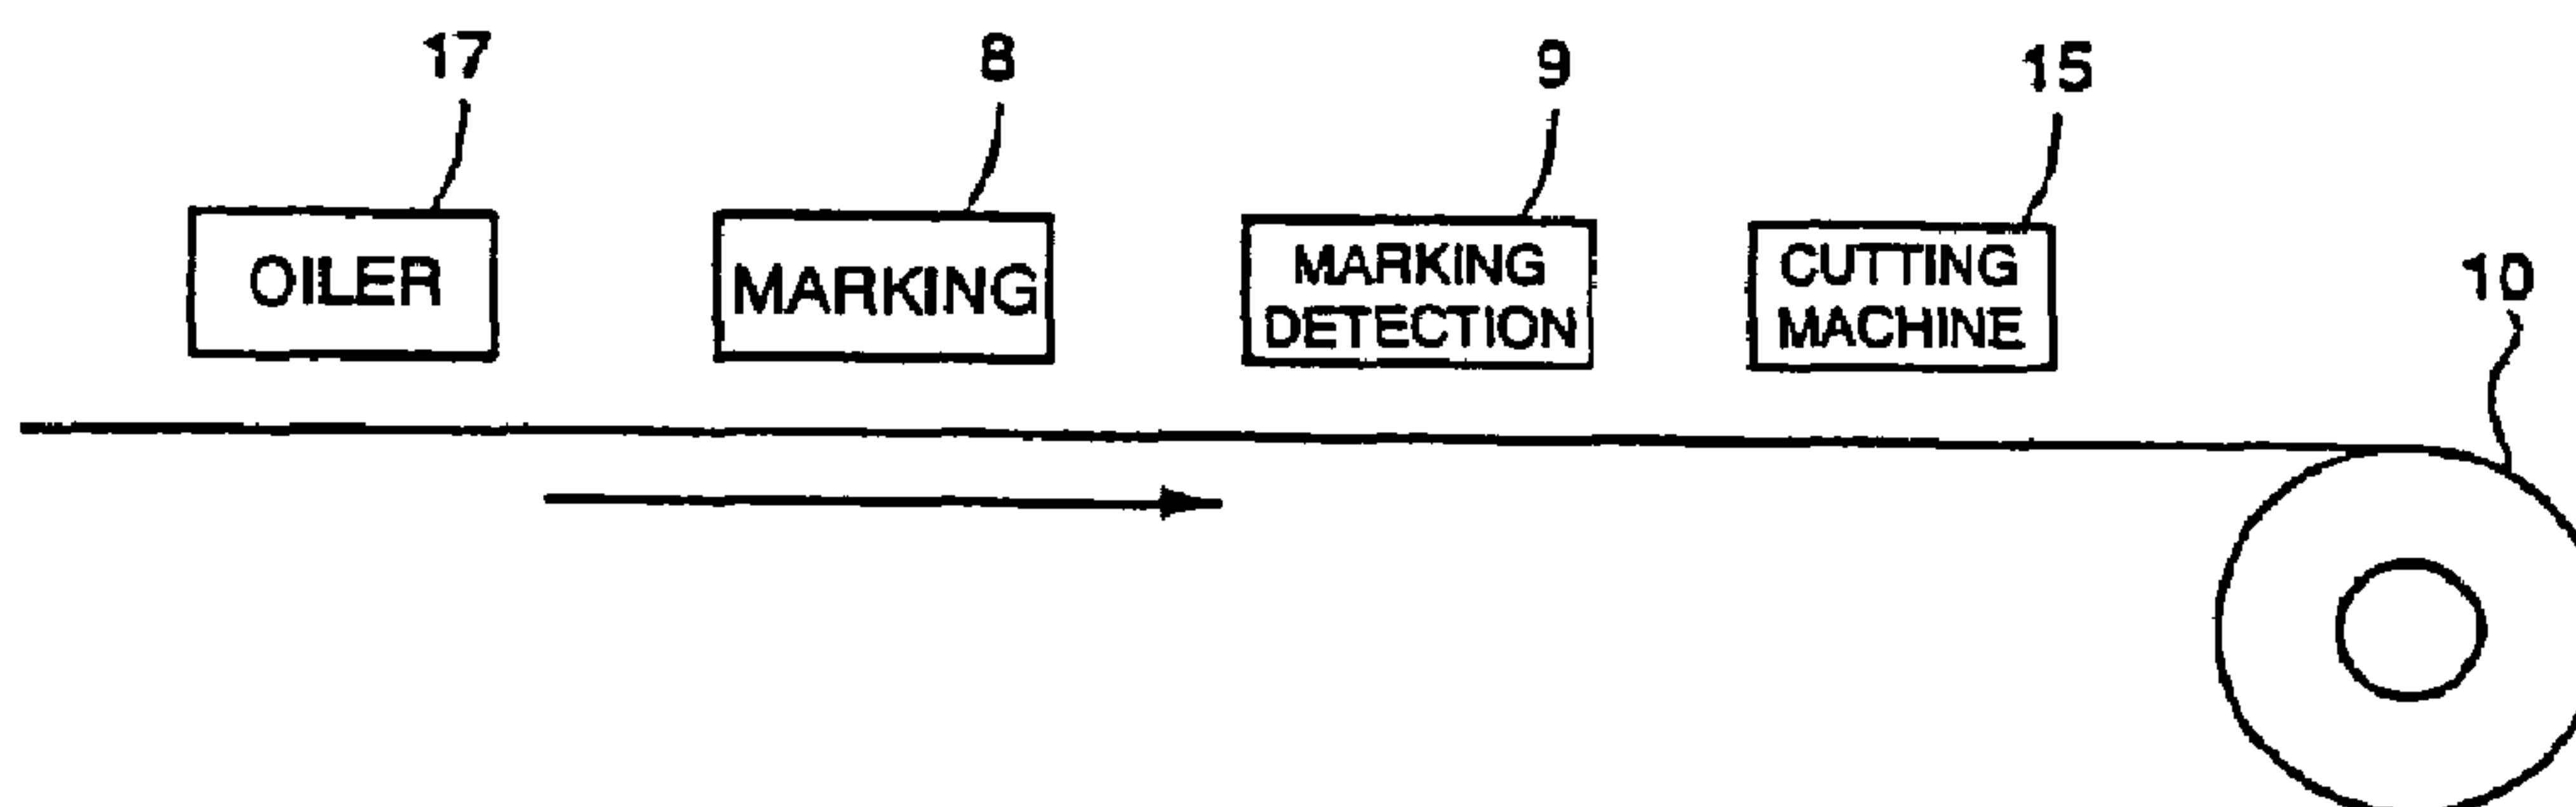 17
8
9
15
OILER
MARKING
MARKING
DETECTION
CUTTING
MACHINE
10